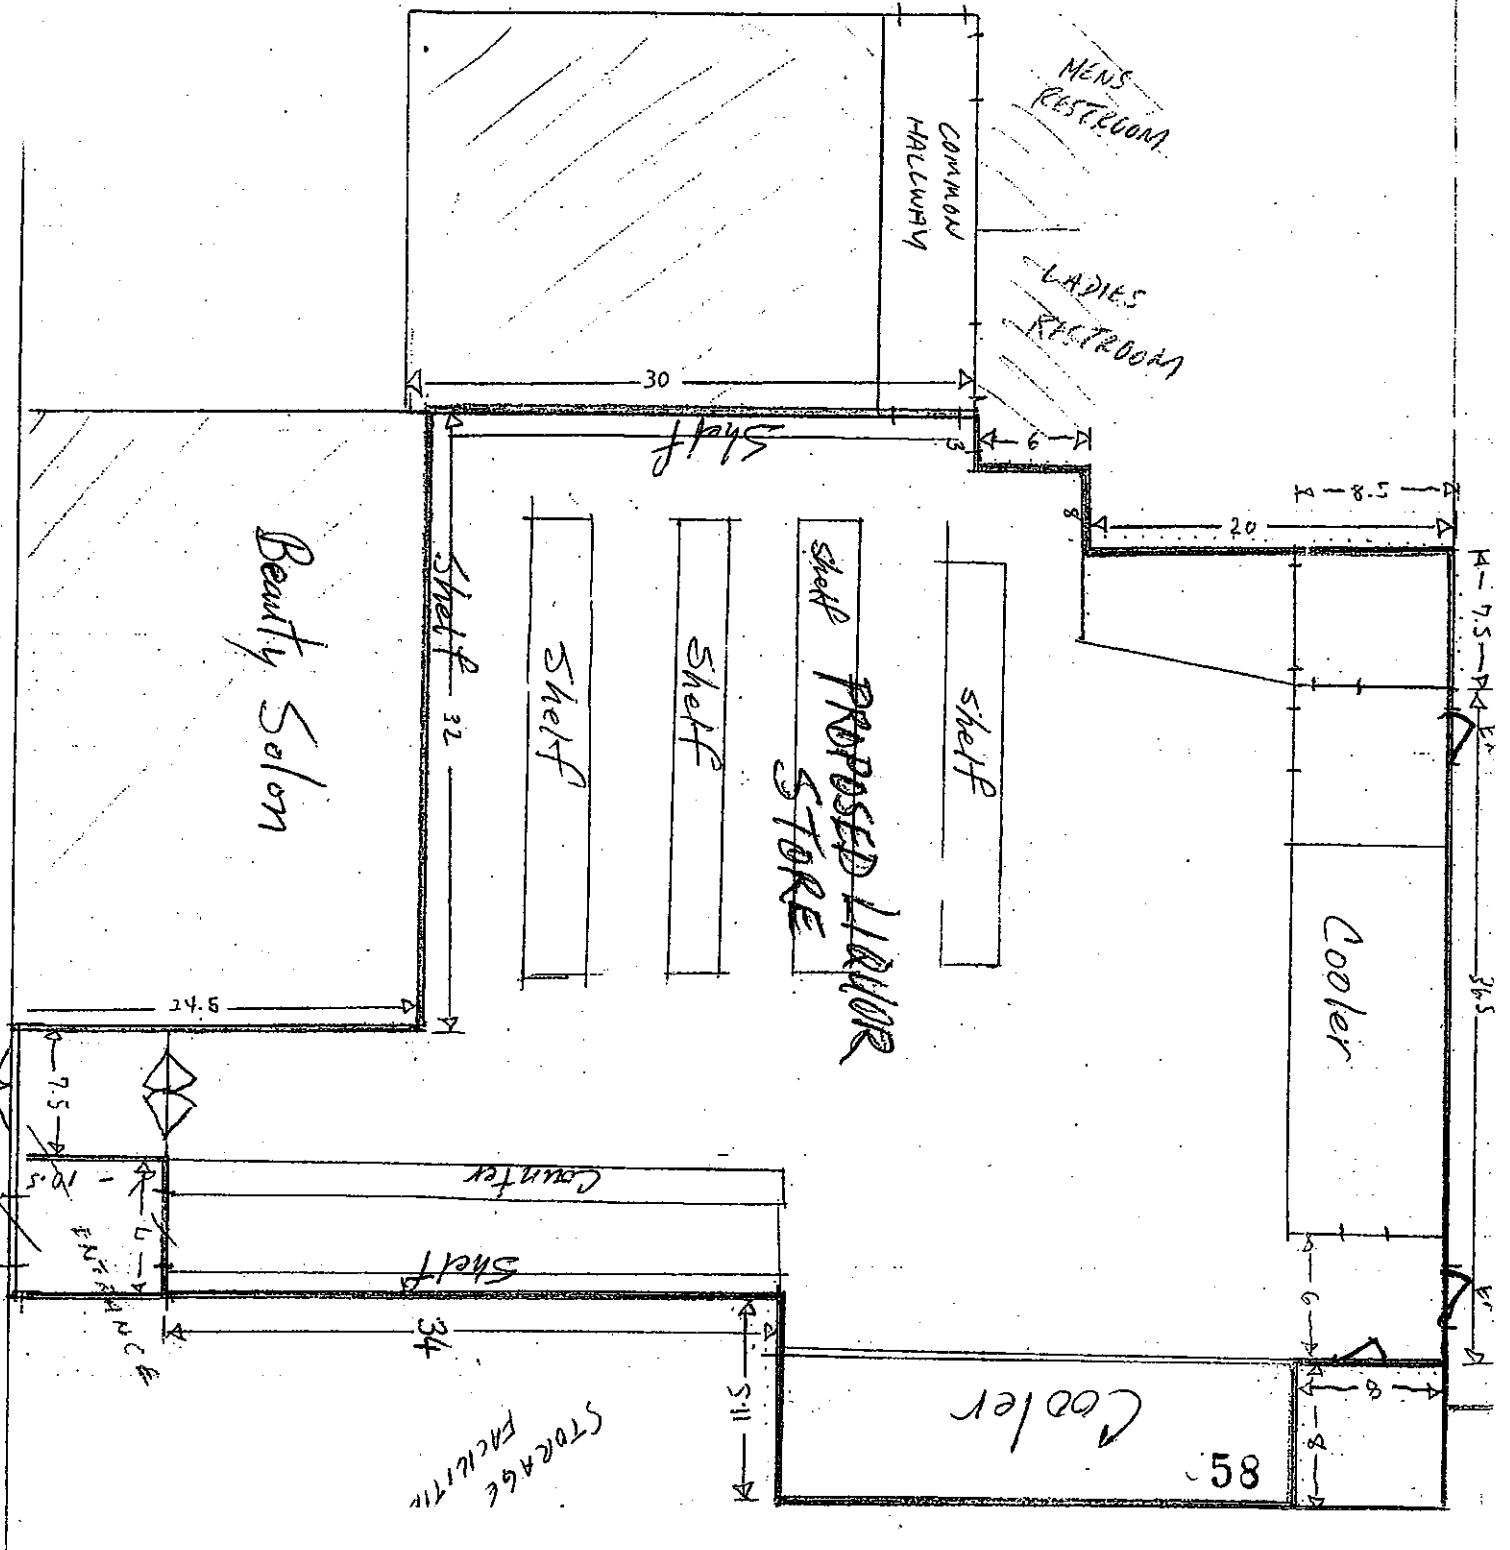 MENS
RESTROOM
COMMON
HALLWAY
LADIES
RESTROOM
30
Shelf
3
6
8
8.5
20
7.5
36.5
Beauty Salon
Shelf
32
Shelf
Shelf
Shelf
Shelf
PROPOSED LIQUOR
STORE
Cooler
24.5
7.5
10.5
7
ENTRANCE
Counter
Shelf
34
STORAGE
5.11
Cooler
6
8
8
58